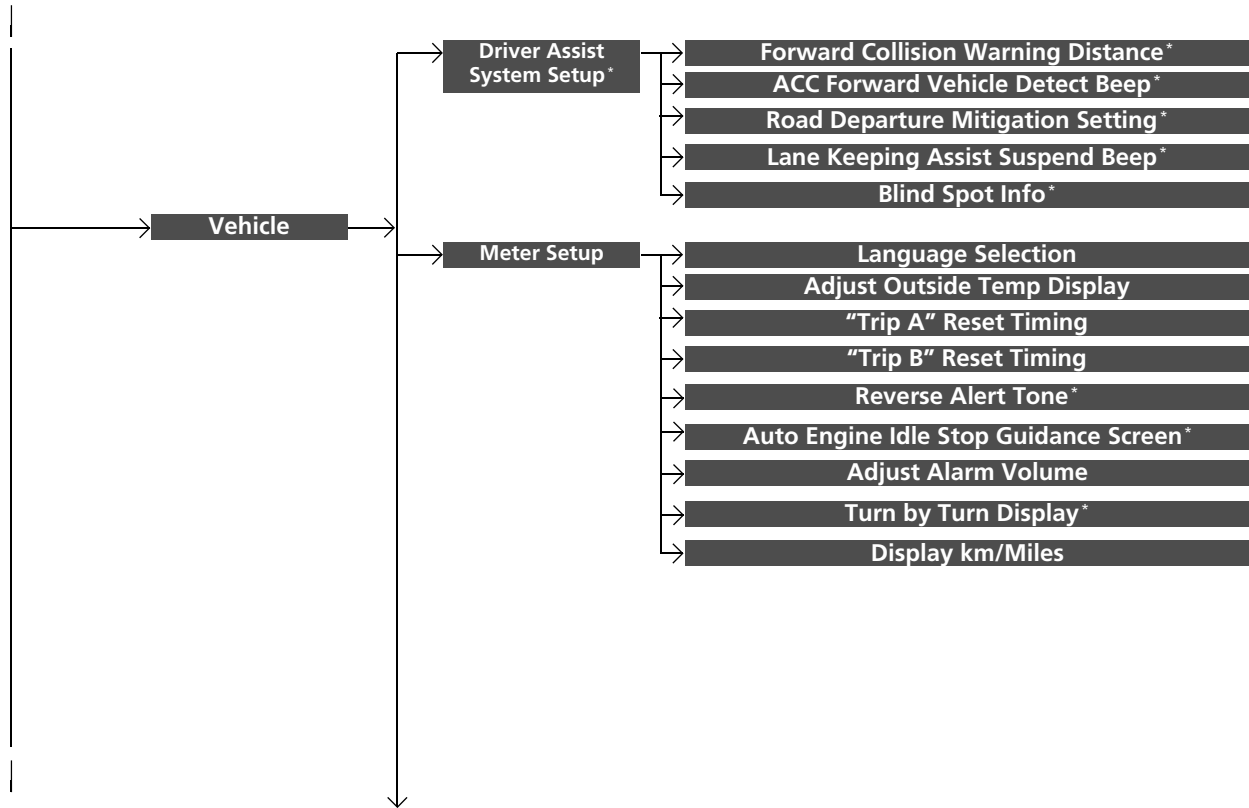 Vehicle
Driver Assist
System Setup*
Forward Collision Warning Distance*
ACC Forward Vehicle Detect Beep*
Road Departure Mitigation Setting*
Lane Keeping Assist Suspend Beep*
Blind Spot Info*
Meter Setup
Language Selection
Adjust Outside Temp Display
“Trip A” Reset Timing
“Trip B” Reset Timing
Reverse Alert Tone*
Auto Engine Idle Stop Guidance Screen*
Adjust Alarm Volume
Turn by Turn Display*
Display km/Miles